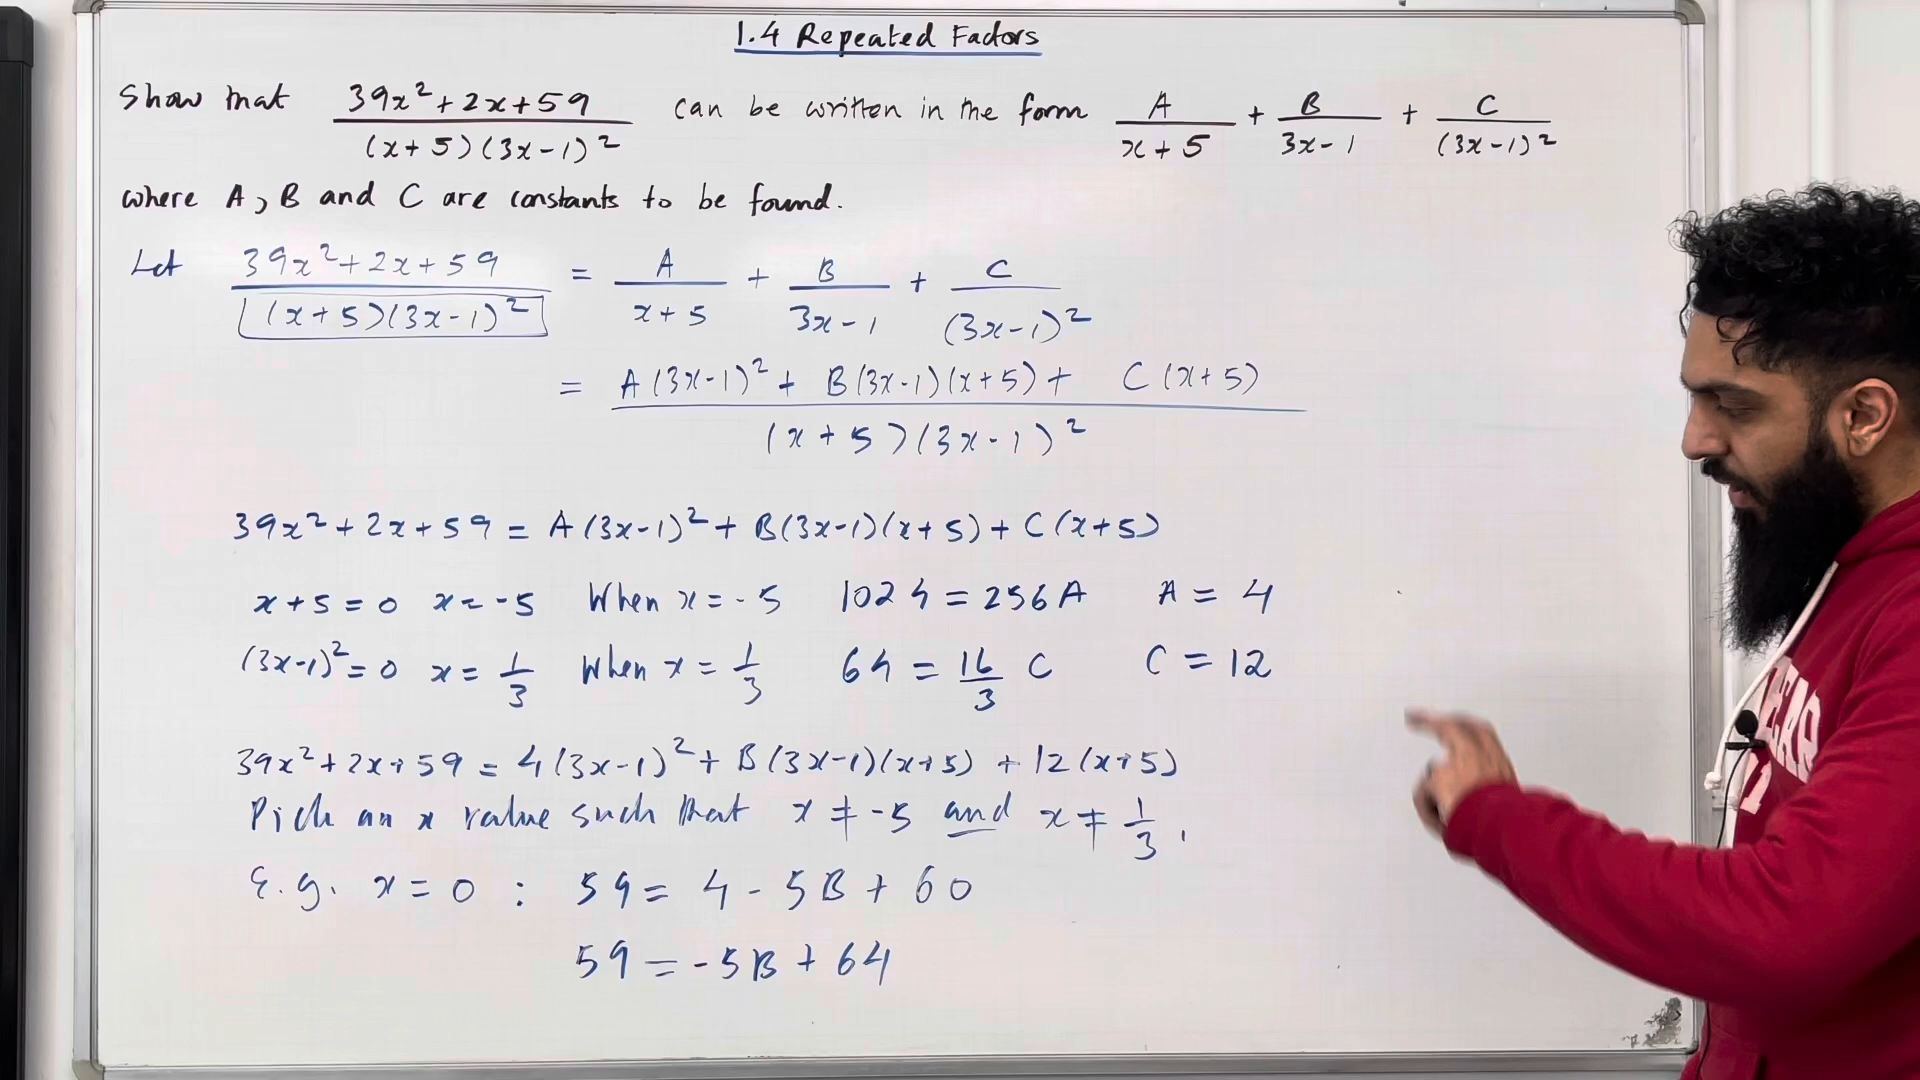 1.4 Repeated Factors
Show that (39x²+2x+59)/((x+5)(3x-1)²) can be written in the form A/(x+5) + B/(3x-1) + C/(3x-1)²
where A, B and C are constants to be found.
Let (39x²+2x+59)/((x+5)(3x-1)²) = A/(x+5) + B/(3x-1) + C/(3x-1)²
= (A(3x-1)² + B(3x-1)(x+5) + C(x+5))/((x+5)(3x-1)²)
39x²+2x+59 = A(3x-1)² + B(3x-1)(x+5) + C(x+5)
x+5=0 x=-5 When x=-5 1024 = 256A A = 4
(3x-1)²=0 x=1/3 When x=1/3 64 = 16/3 C C = 12
39x²+2x+59 = 4(3x-1)² + B(3x-1)(x+5) + 12(x+5)
Pick an x value such that x ≠ -5 and x ≠ 1/3.
E.g. x = 0 : 59 = 4 - 5B + 60
59 = -5B + 64